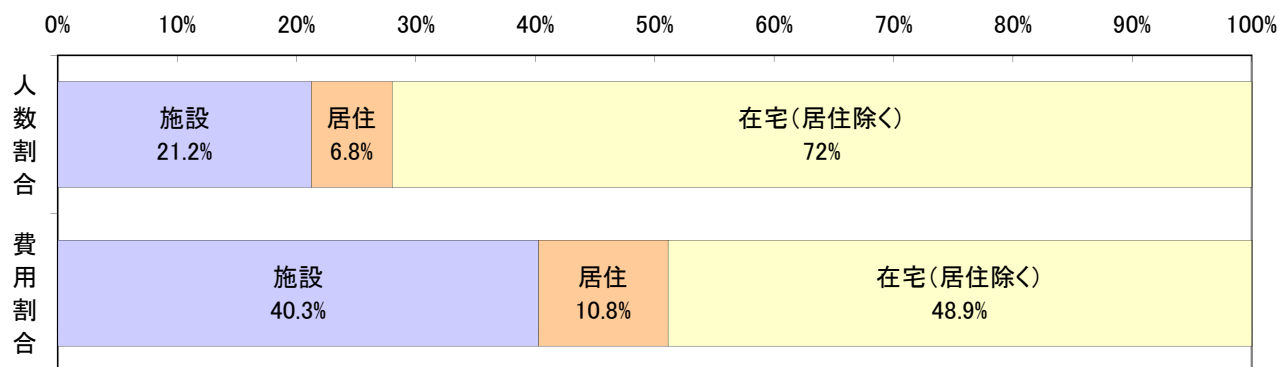 0% 10% 20% 30% 40% 50% 60% 70% 80% 90% 100%
人数割合
施設 居住 在宅(居住除く)
21.2% 6.8% 72%
費用割合
施設 居住 在宅(居住除く)
40.3% 10.8% 48.9%